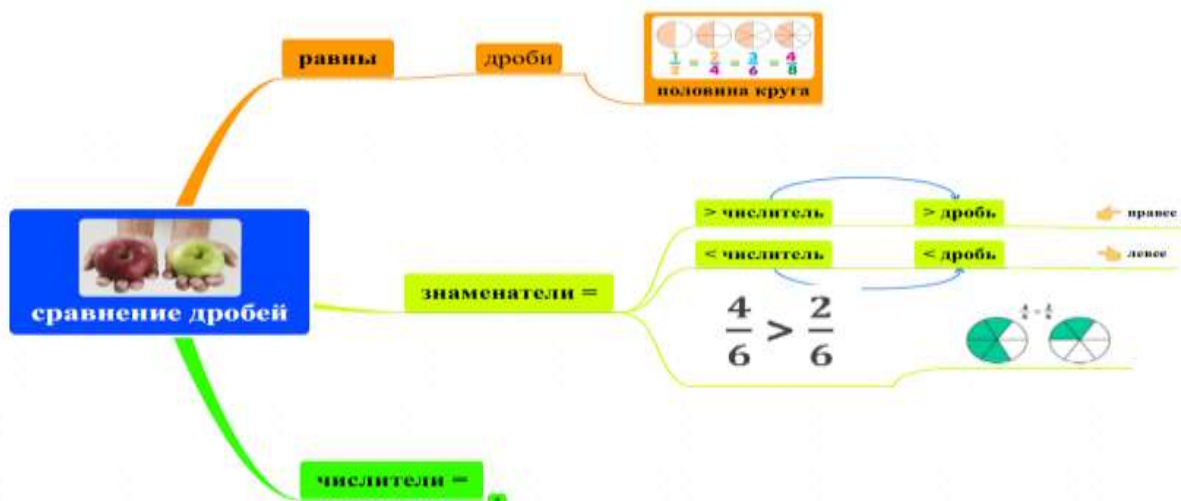 равны
дроби
1/2 = 2/4 = 3/6 = 4/8
половина круга
> числитель
> дробь
правее
< числитель
< дробь
левее
сравнение дробей
знаменатели =
4/6 > 2/6
числители =